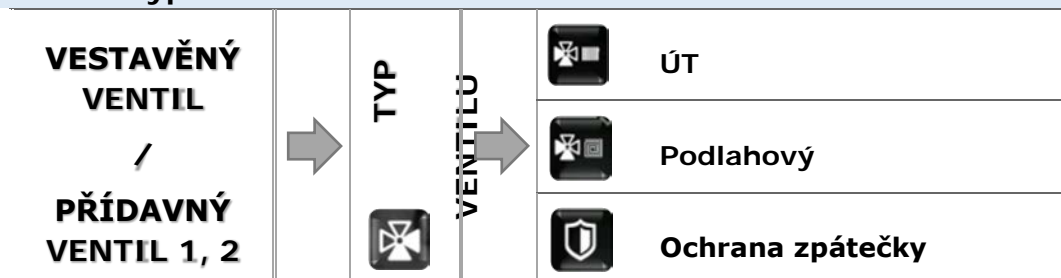 VESTAVĚNÝ
VENTIL
/
PŘÍDAVNÝ
VENTIL 1, 2
TYP
VENTILU
ÚT
Podlahový
Ochrana zpátečky